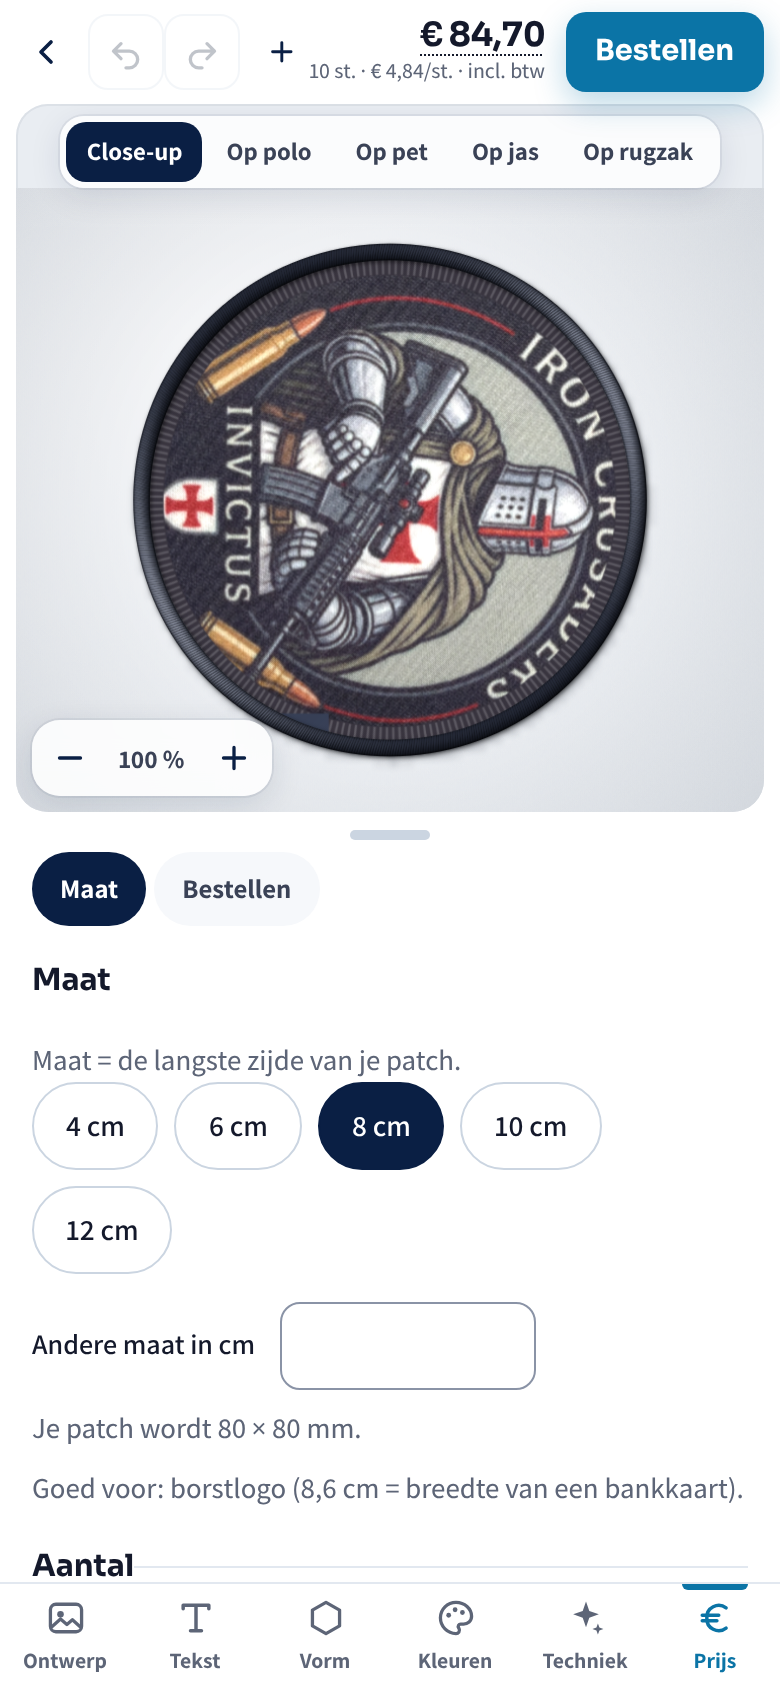 € 84,70
10 st. · € 4,84/st. · incl. btw
Bestellen
Close-up
Op polo
Op pet
Op jas
Op rugzak
IRON CRUSADERS
INVICTUS
100 %
Maat
Bestellen
Maat
Maat = de langste zijde van je patch.
4 cm
6 cm
8 cm
10 cm
12 cm
Andere maat in cm
Je patch wordt 80 × 80 mm.
Goed voor: borstlogo (8,6 cm = breedte van een bankkaart).
Aantal
Ontwerp
Tekst
Vorm
Kleuren
Techniek
Prijs